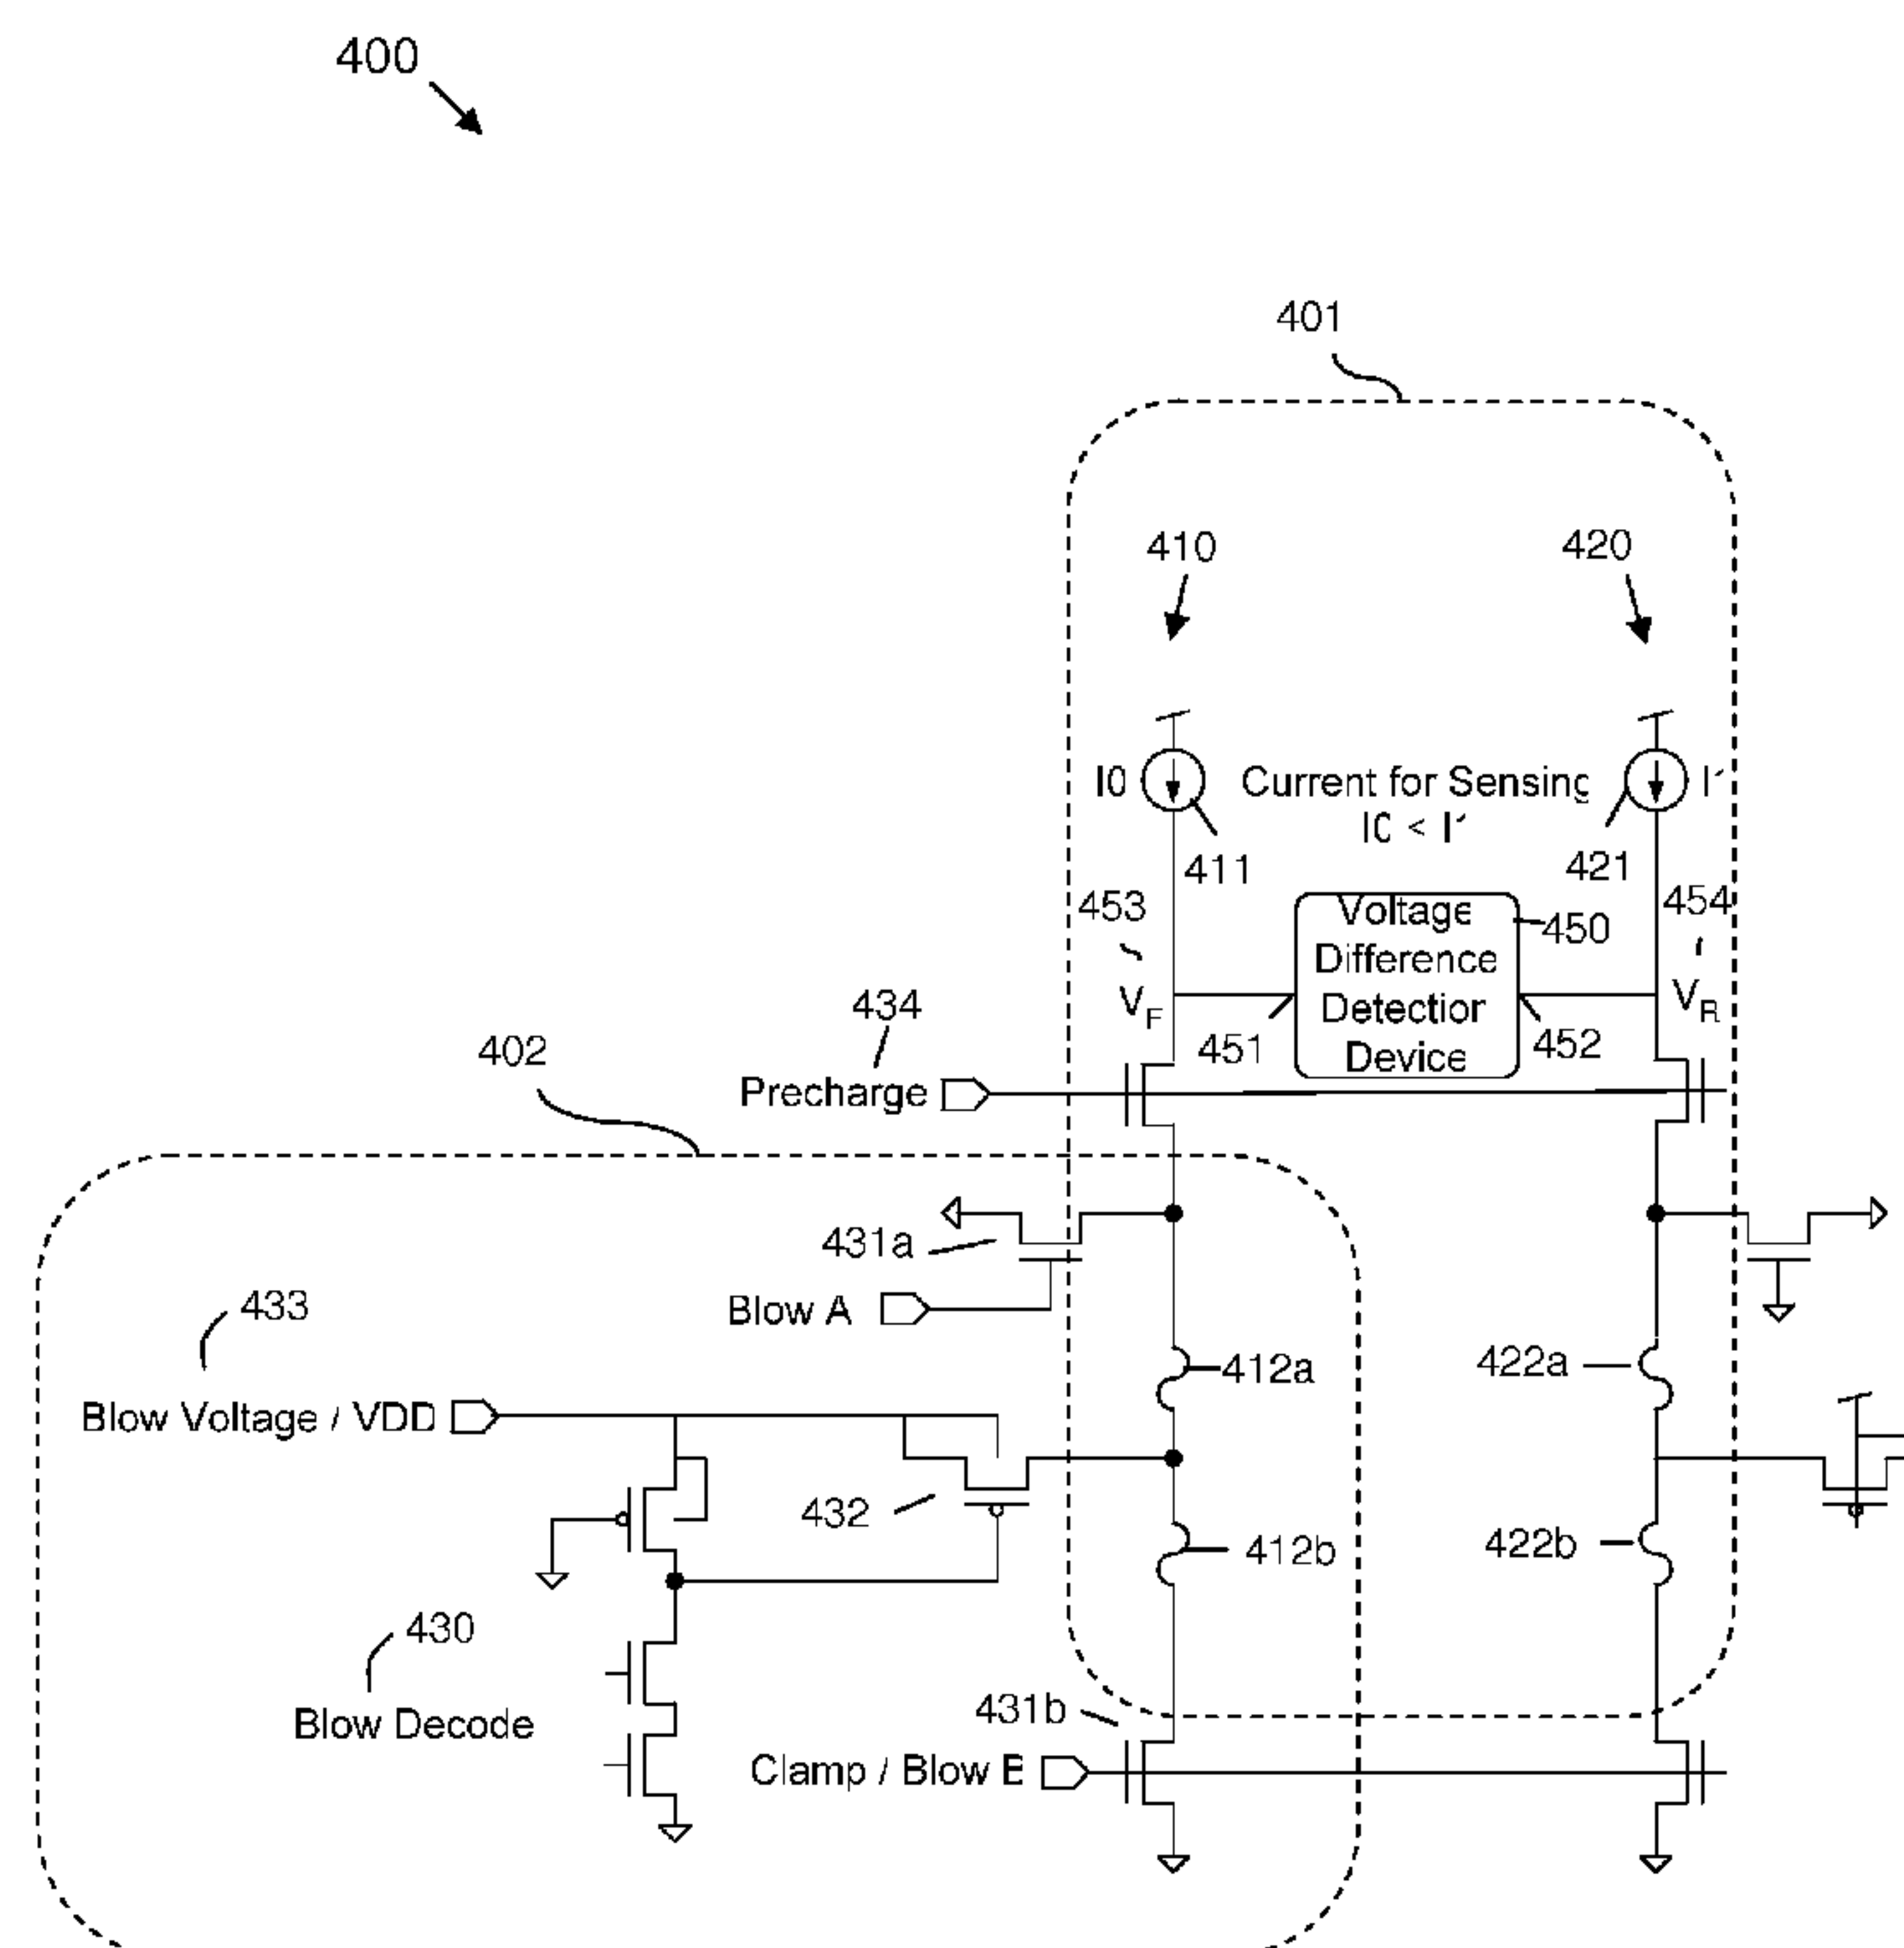 400
401
410
420
I0
Current for Sensing
I0 < I1
I1
411
421
453
454
Voltage
Difference
Detection
Device
450
VF
VR
451
452
434
Precharge
402
431a
Blow A
433
Blow Voltage / VDD
412a
422a
432
412b
422b
430
Blow Decode
431b
Clamp / Blow B